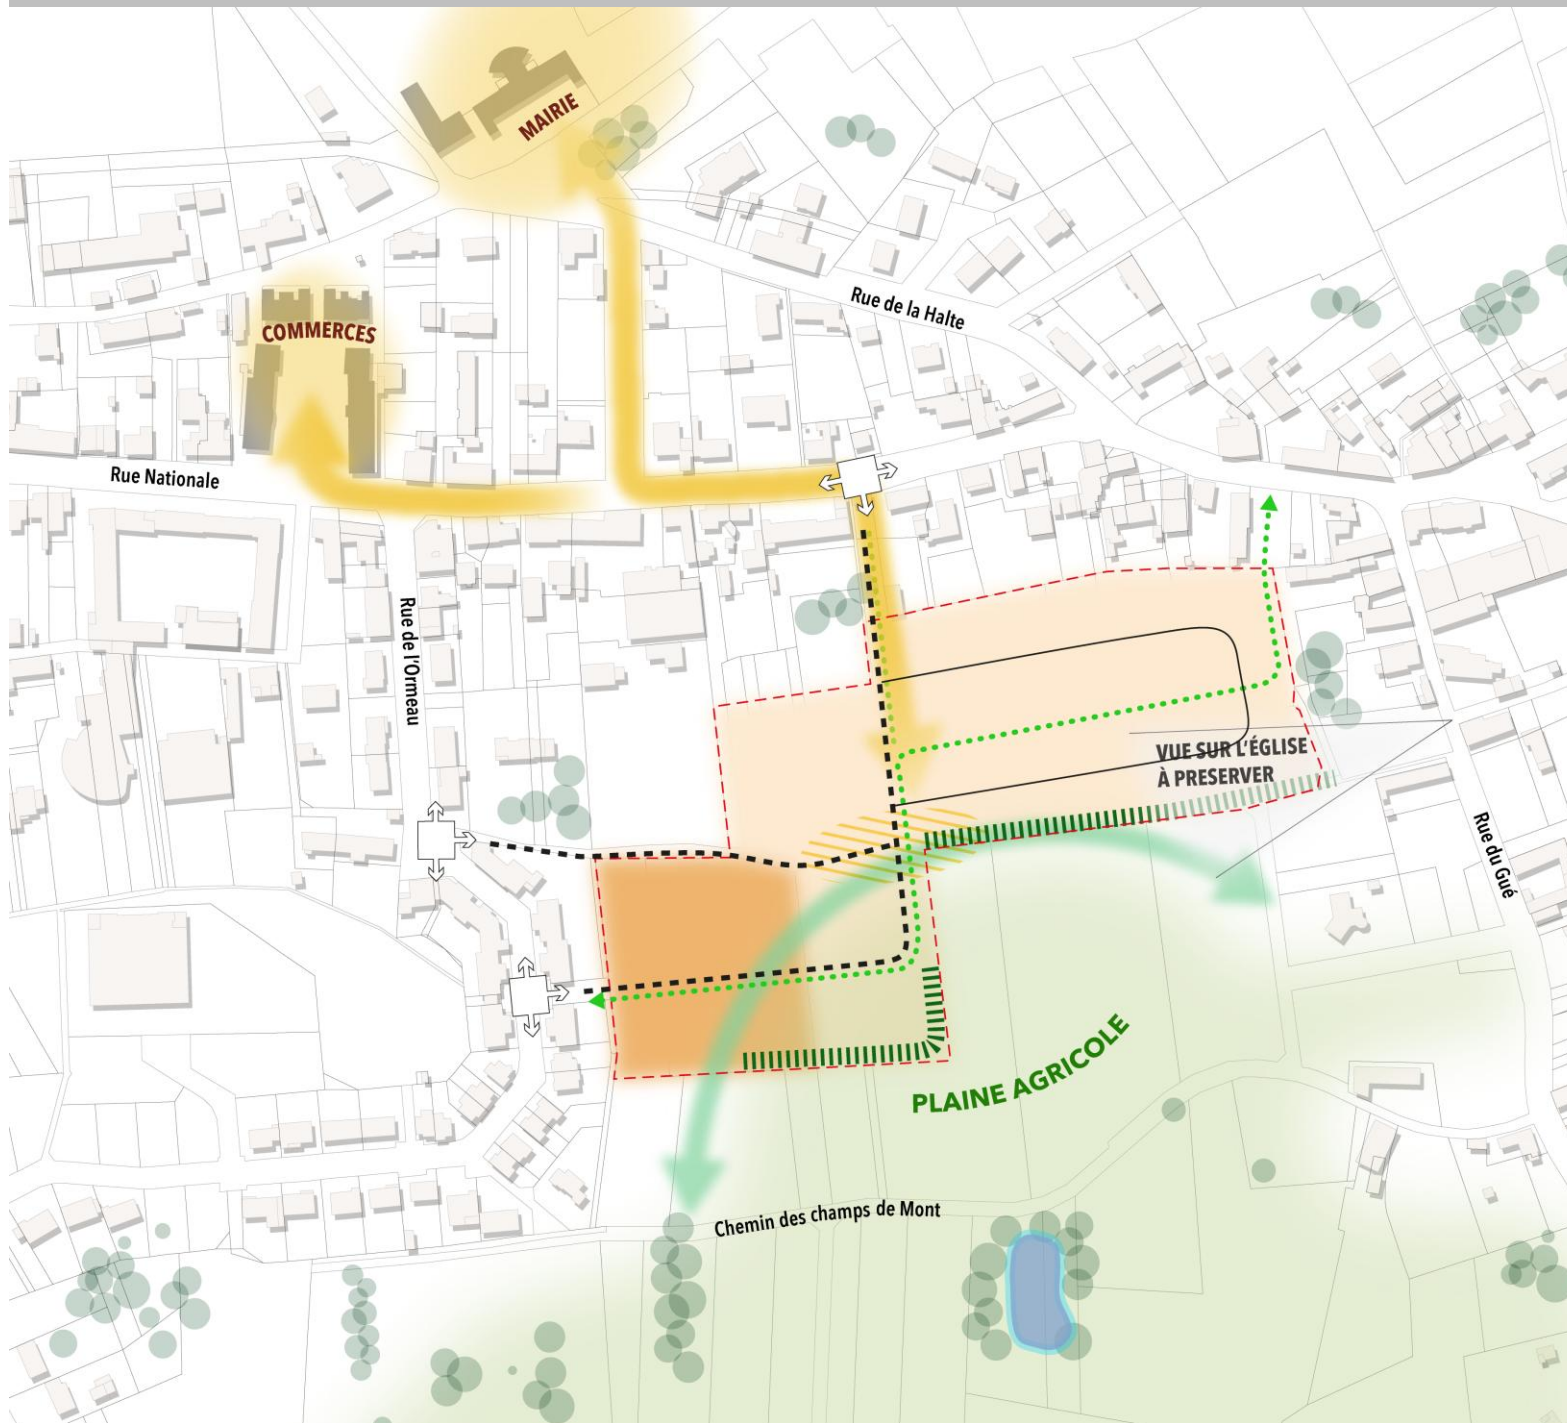 MAIRIE
Rue de la Halte
COMMERCES
Rue Nationale
Rue de l'Ormeau
VUE SUR L'ÉGLISE
À PRESERVER
Rue du Gué
PLAINE AGRICOLE
Chemin des champs de Mont